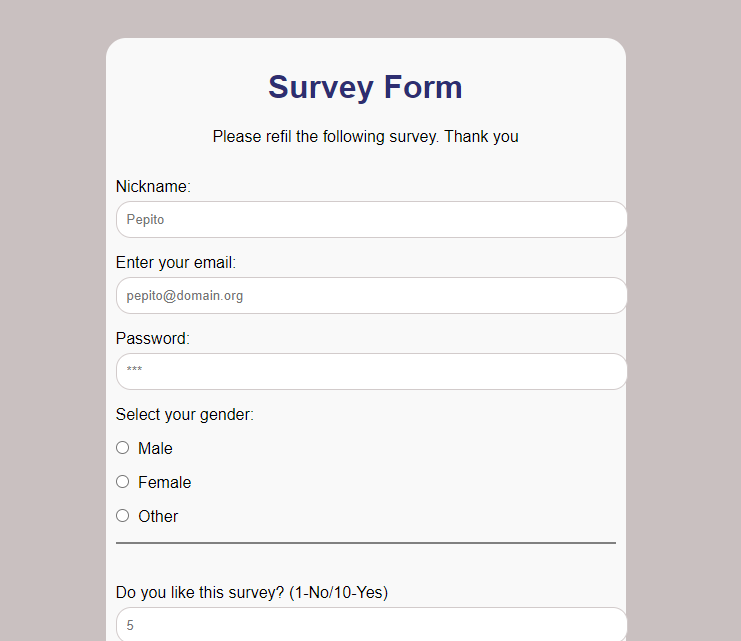 Survey Form
Please refil the following survey. Thank you
Nickname:
Pepito
Enter your email:
pepito@domain.org
Password:
***
Select your gender:
Male
Female
Other
Do you like this survey? (1-No/10-Yes)
5